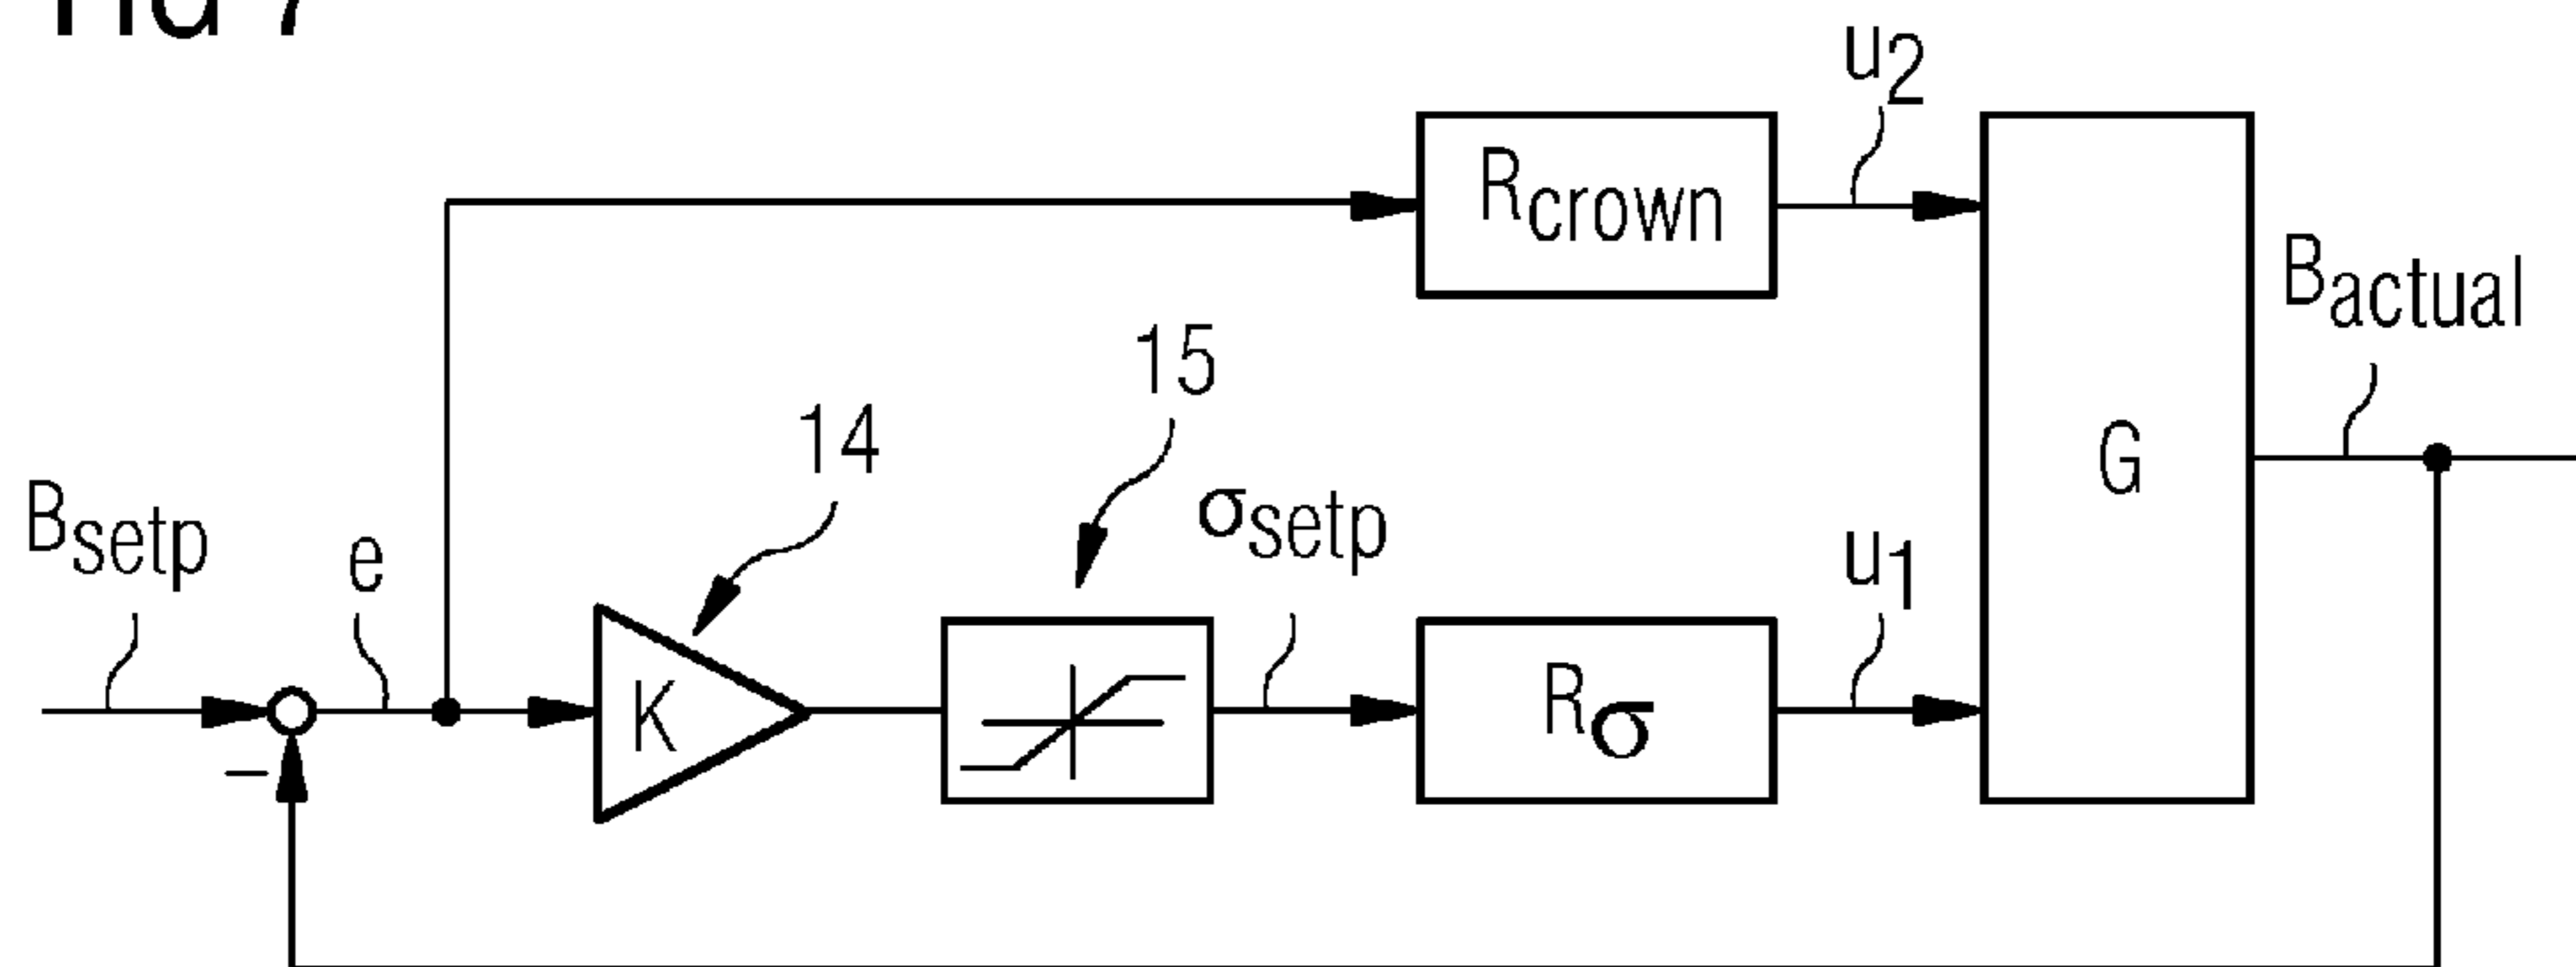 u2
Rcrown
Bactual
15
14
G
σsetp
Bsetp
e
u1
K
Rσ
−